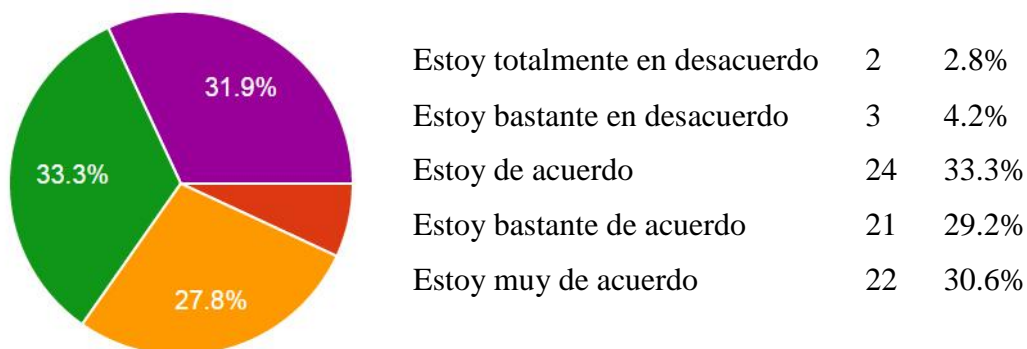 31.9%
33.3%
27.8%
Estoy totalmente en desacuerdo 2 2.8%
Estoy bastante en desacuerdo 3 4.2%
Estoy de acuerdo 24 33.3%
Estoy bastante de acuerdo 21 29.2%
Estoy muy de acuerdo 22 30.6%